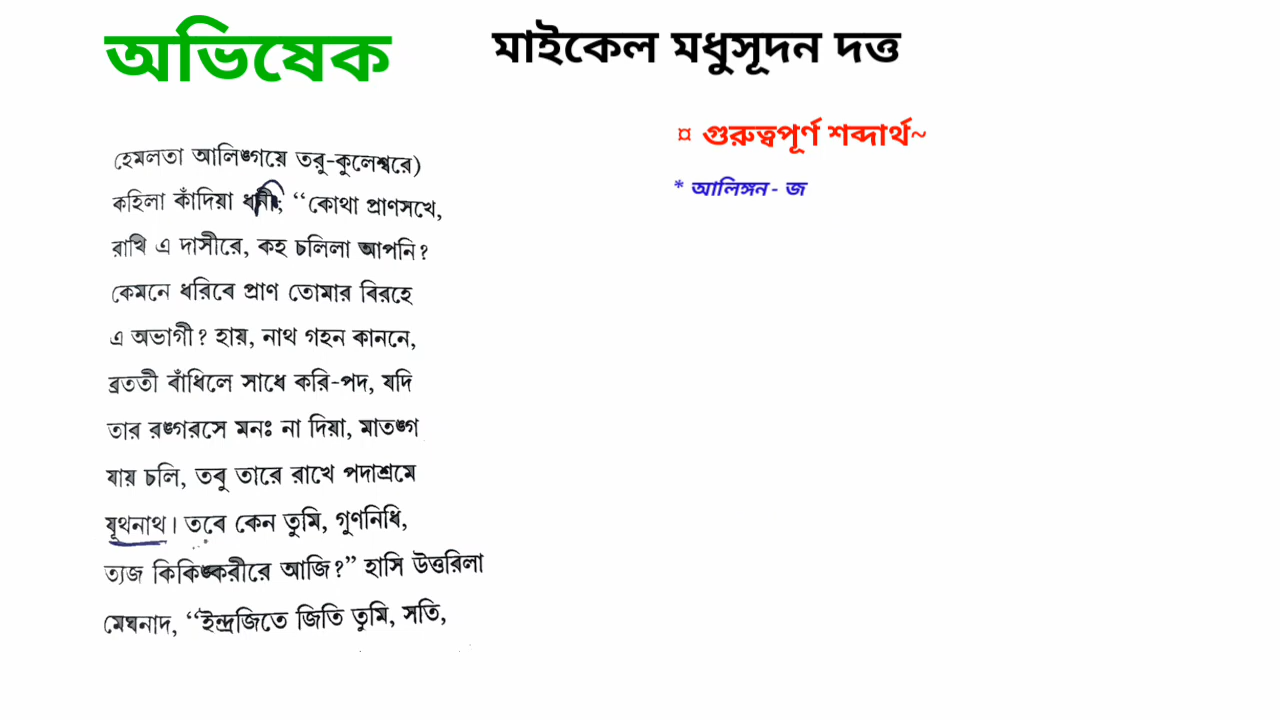 অভিষেক
মাইকেল মধুসূদন দত্ত
¤ গুরুত্বপূর্ণ শব্দার্থ~
* আলিঙ্গন - জ
হেমলতা আলিঙ্গয়ে তরু-কুলেশ্বরে)
কহিলা কাঁদিয়া ধনী; “কোথা প্রাণসখে,
রাখি এ দাসীরে, কহ চলিলা আপনি?
কেমনে ধরিবে প্রাণ তোমার বিরহে
এ অভাগী? হায়, নাথ গহন কাননে,
ব্রততী বাঁধিলে সাধে করি-পদ, যদি
তার রঙ্গরসে মনঃ না দিয়া, মাতঙ্গ
যায় চলি, তবু তারে রাখে পদাশ্রমে
যূথনাথ। তবে কেন তুমি, গুণনিধি,
ত্যজ কিকিঙ্করীরে আজি?” হাসি উত্তরিলা
মেঘনাদ, “ইন্দ্রজিতে জিতি তুমি, সতি,